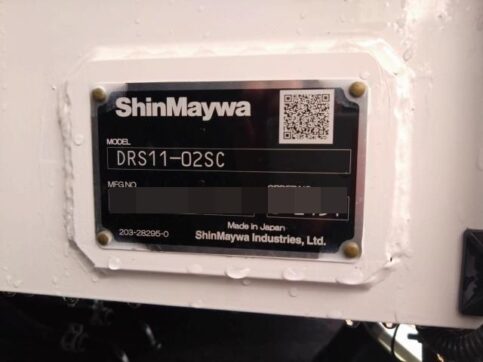 ShinMaywa
MODEL
DRS11-02SC
MFG.NO
Made in Japan
203-28295-0
ShinMaywa Industries, Ltd.